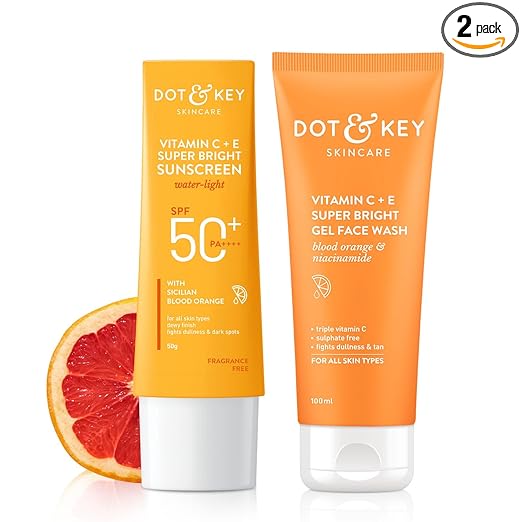 2 pack
DOT & KEY
SKINCARE
VITAMIN C + E
SUPER BRIGHT
SUNSCREEN
water-light
SPF
50+
PA++++
WITH
SICILIAN
BLOOD ORANGE
for all skin types
dewy finish
fights dullness & dark spots
50g
FRAGRANCE
FREE
DOT & KEY
SKINCARE
VITAMIN C + E
SUPER BRIGHT
GEL FACE WASH
blood orange &
niacinamide
• triple vitamin C
• sulphate free
• fights dullness & tan
FOR ALL SKIN TYPES
100ml